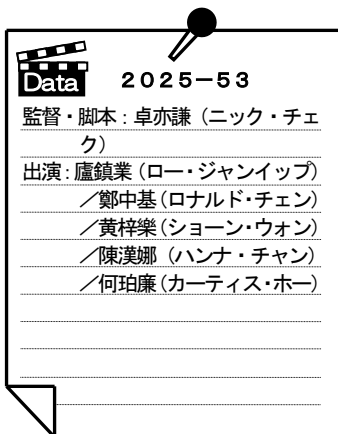 Data
2025-53
監督・脚本:卓亦謙(ニック・チェ
ク)
出演:廬鎮業(ロー・ジャンイップ)
/鄭中基(ロナルド・チェン)
/黄梓樂(ショーン・ウォン)
/陳漢娜(ハンナ・チャン)
/何珀廉(カーティス・ホー)